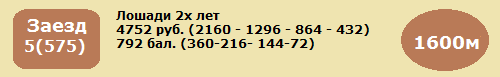 Заезд
5(575)
Лошади 2х лет
4752 руб. (2160 - 1296 - 864 - 432)
792 бал. (360-216- 144-72)
1600м